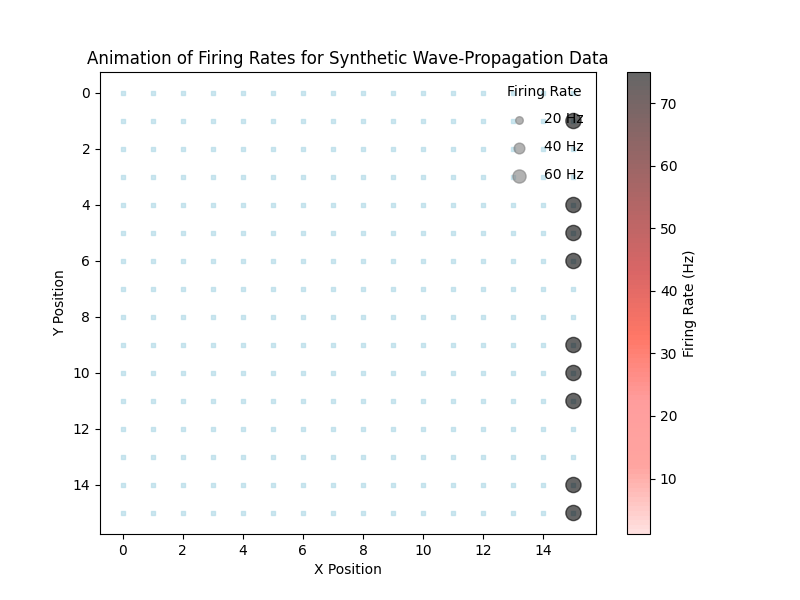 Animation of Firing Rates for Synthetic Wave-Propagation Data
Firing Rate
20 Hz
40 Hz
60 Hz
0
2
4
6
8
10
12
14
Y Position
0 2 4 6 8 10 12 14
X Position
70
60
50
40
30
20
10
Firing Rate (Hz)